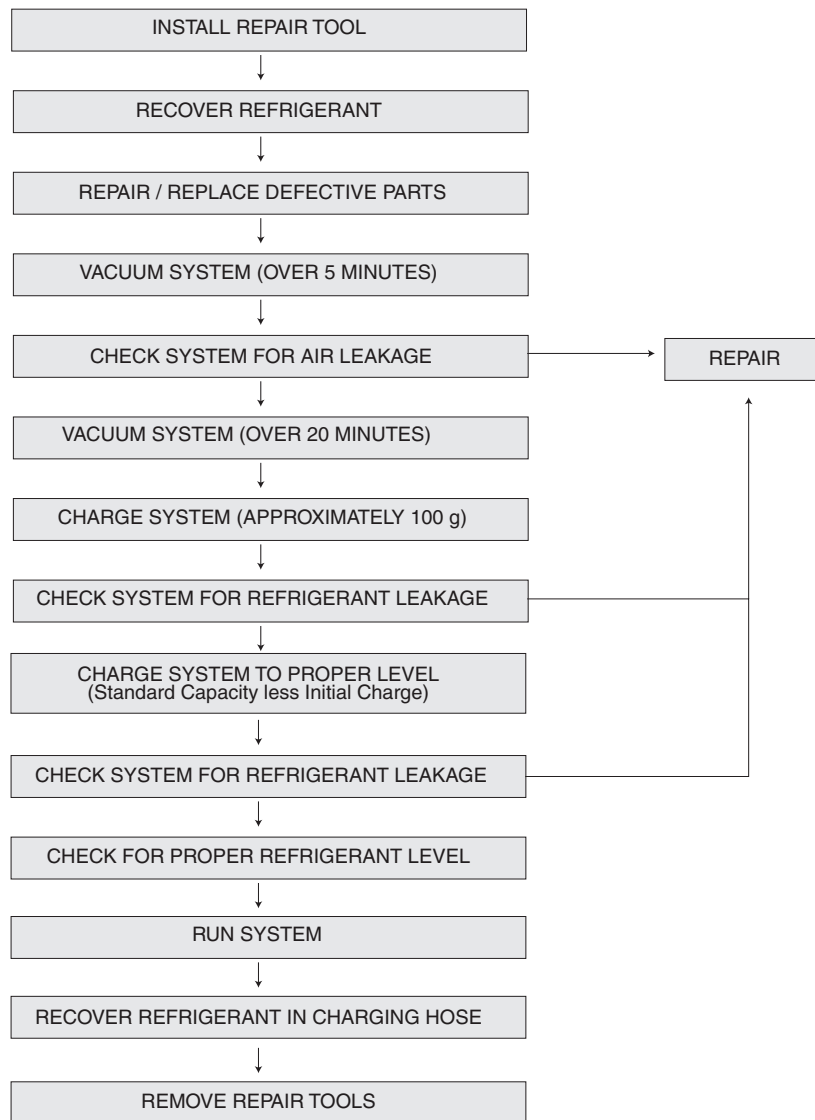 INSTALL REPAIR TOOL
RECOVER REFRIGERANT
REPAIR / REPLACE DEFECTIVE PARTS
VACUUM SYSTEM (OVER 5 MINUTES)
CHECK SYSTEM FOR AIR LEAKAGE
REPAIR
VACUUM SYSTEM (OVER 20 MINUTES)
CHARGE SYSTEM (APPROXIMATELY 100 g)
CHECK SYSTEM FOR REFRIGERANT LEAKAGE
CHARGE SYSTEM TO PROPER LEVEL
(Standard Capacity less Initial Charge)
CHECK SYSTEM FOR REFRIGERANT LEAKAGE
CHECK FOR PROPER REFRIGERANT LEVEL
RUN SYSTEM
RECOVER REFRIGERANT IN CHARGING HOSE
REMOVE REPAIR TOOLS